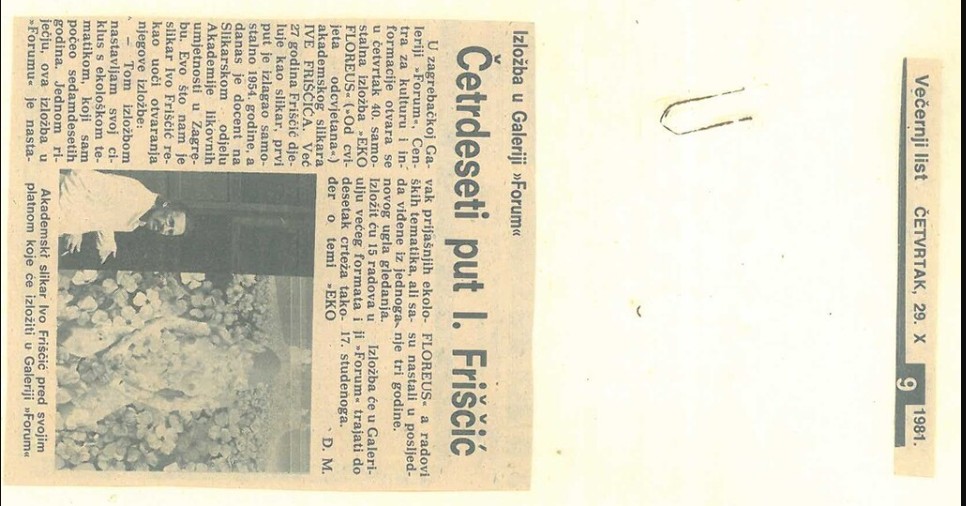 Večernji list ČETVRTAK, 29. X 1981.
9
Izložba u Galeriji »Forum«
Četrdeseti put I. Friščić
U zagrebačkoj Ga-
leriji »Forum«, Cen-
tra za kulturu i in-
formacije otvara se
u četvrtak 40. samo-
stalna izložba »EKO
FLOREUS« (»Od cvi-
jeta odcvjetana«)
akademskog slikara
IVE FRIŠČIĆA. Već
27 godina Friščić dje-
luje kao slikar, prvi
put je izlagao samo-
stalno 1954. godine, a
danas je docent na
Slikarskom odjelu
Akademije likovnih
umjetnosti u Zagre-
bu. Evo što nam je
slikar Ivo Friščić re-
kao uoči otvaranja
njegove izložbe:
— Tom izložbom
nastavljam svoj ci-
klus s ekološkom te-
matikom, koji sam
počeo sedamdesetih
godina. Jednom ri-
ječju, ova izložba u
»Forumu« je nasta-
vak prijašnjih ekolo-
ških tematika, ali sa-
da viđene iz jednoga,
novog ugla gledanja.
Izložit ću 15 radova u
ulju većeg formata i
desetak crteža tako-
đer o temi »EKO
FLOREUS« a radovi
su nastali u posljed-
nje tri godine.
Izložba će u Galeri-
ji »Forum« trajati do
17. studenoga.
D. M.
Akademski slikar Ivo Friščić pred svojim
platnom koje će izložiti u Galeriji »Forum«